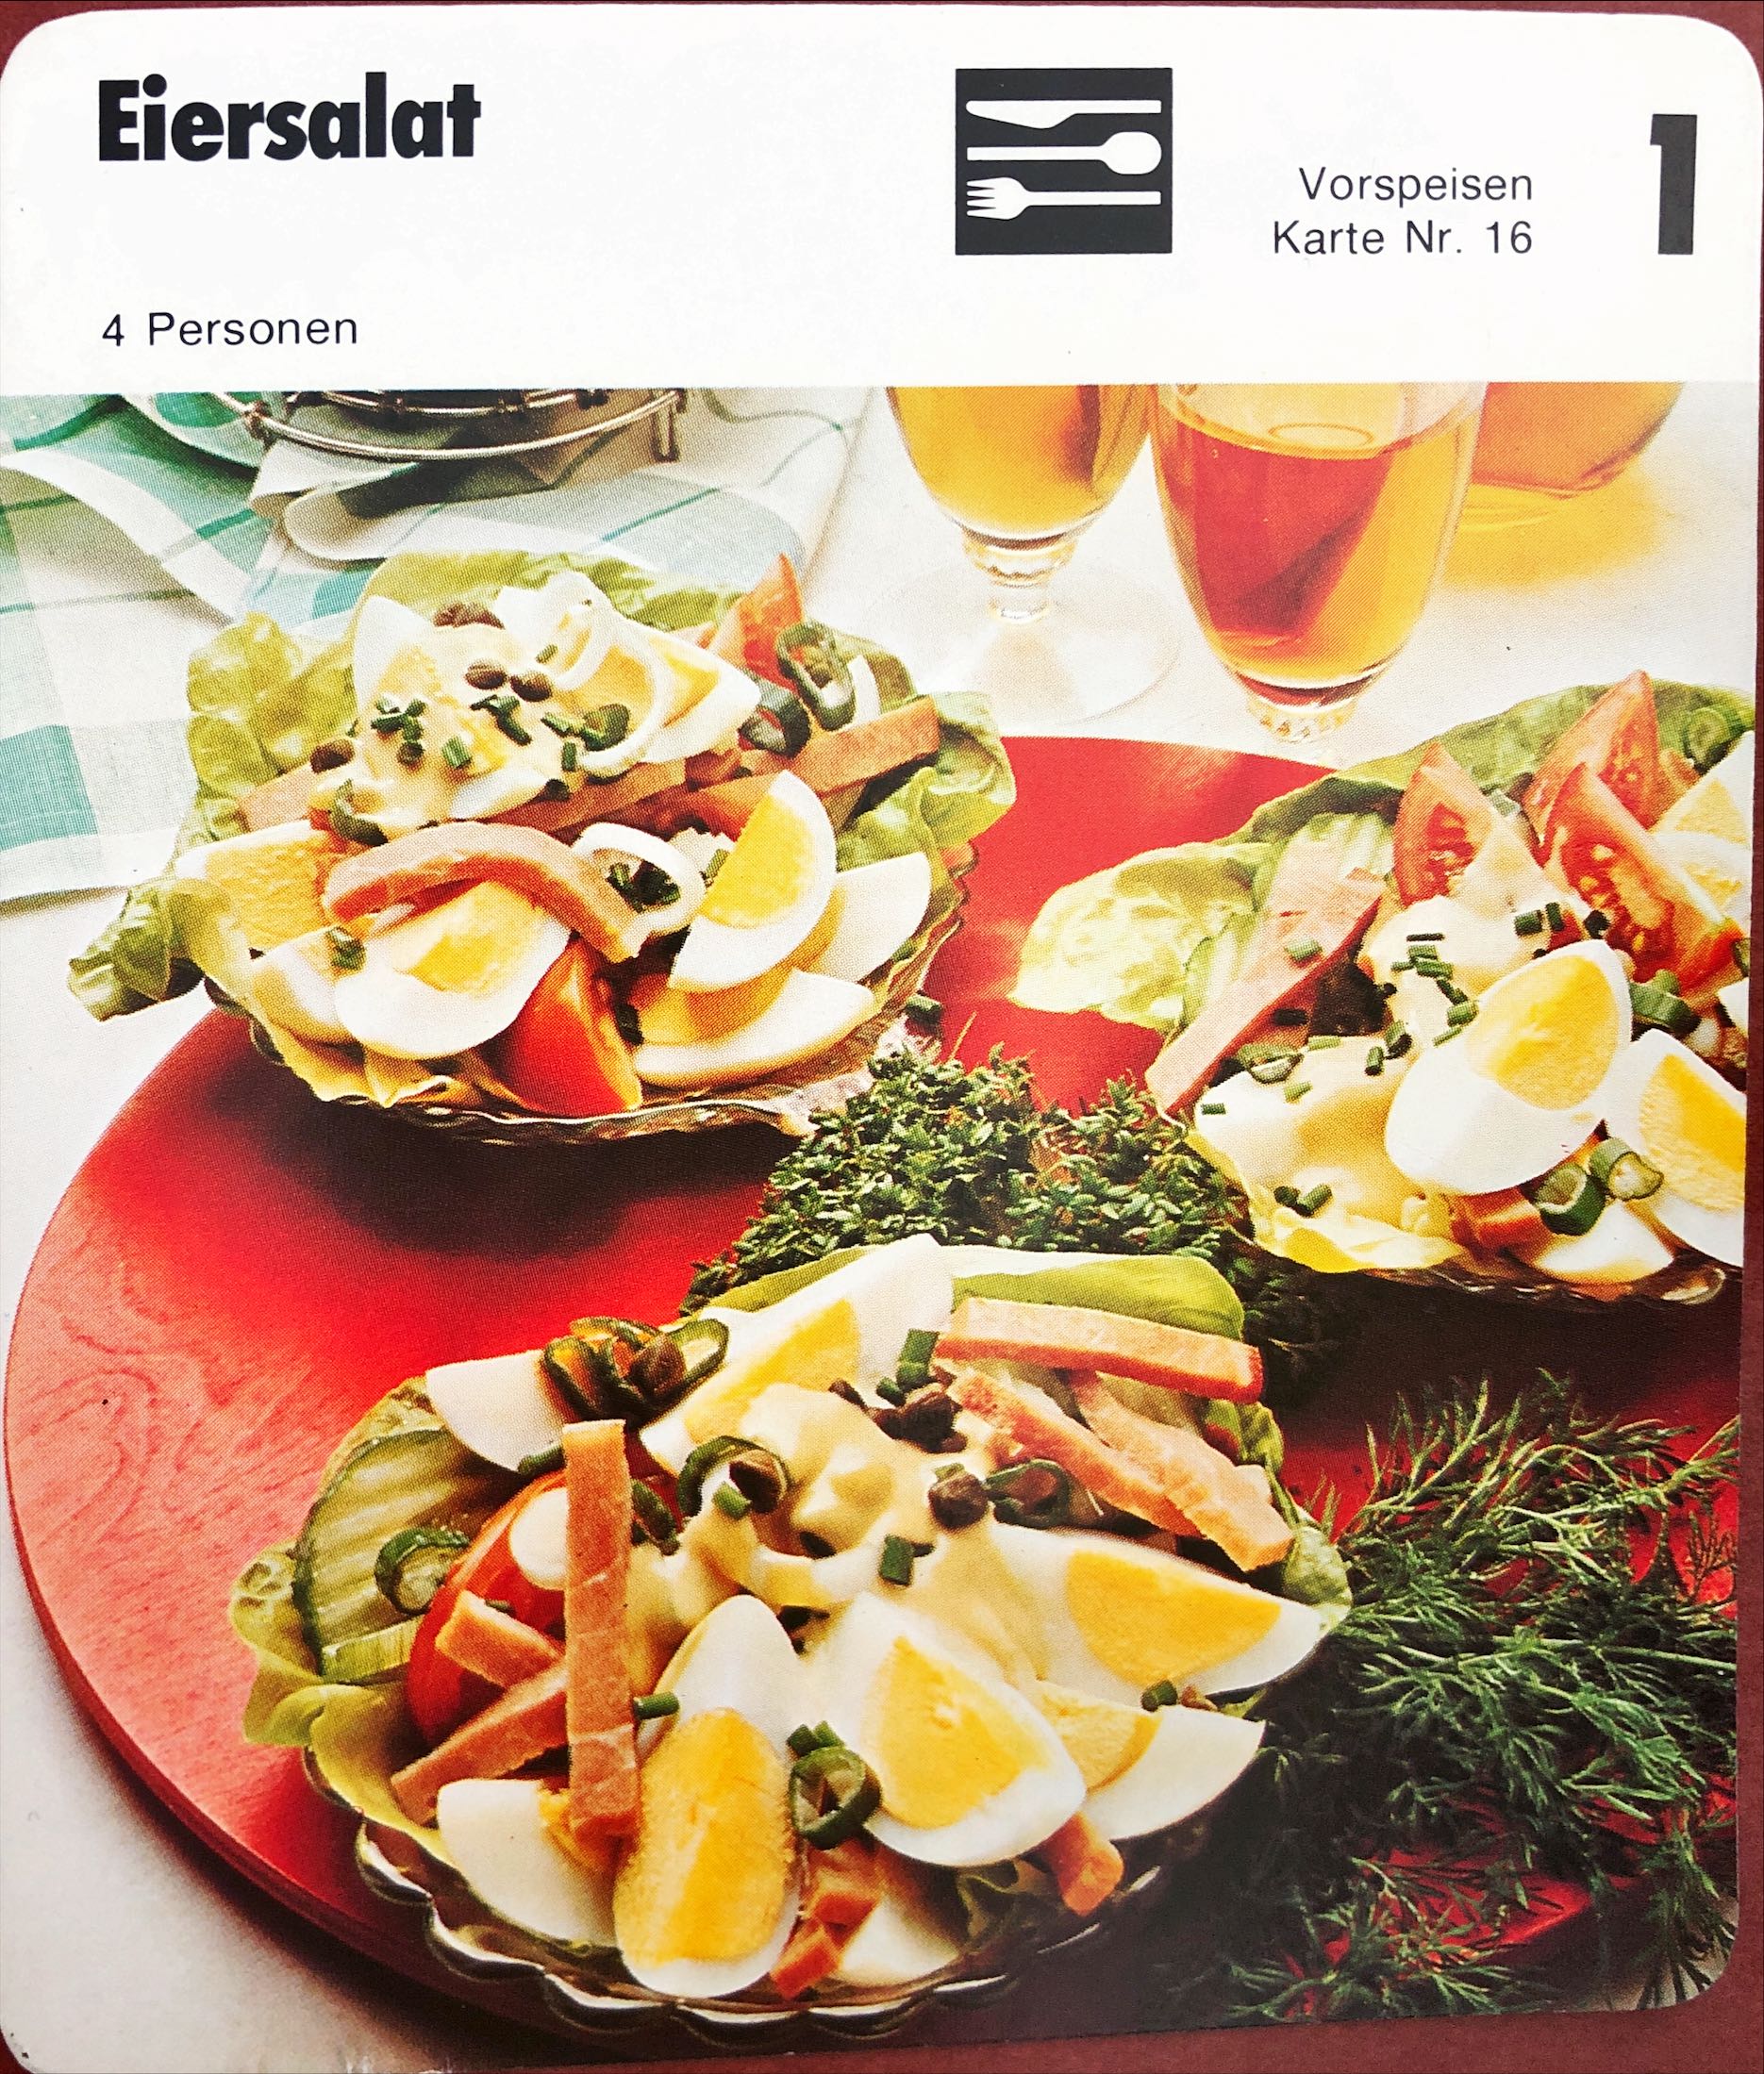 Eiersalat
Vorspeisen
Karte Nr. 16
1
4 Personen